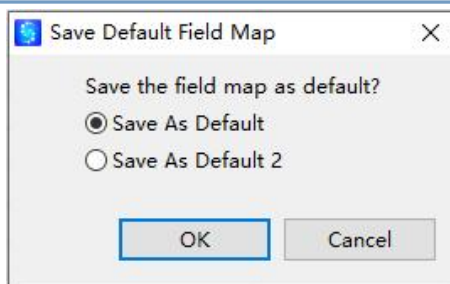 Save Default Field Map
Save the field map as default?
Save As Default
Save As Default 2
OK
Cancel